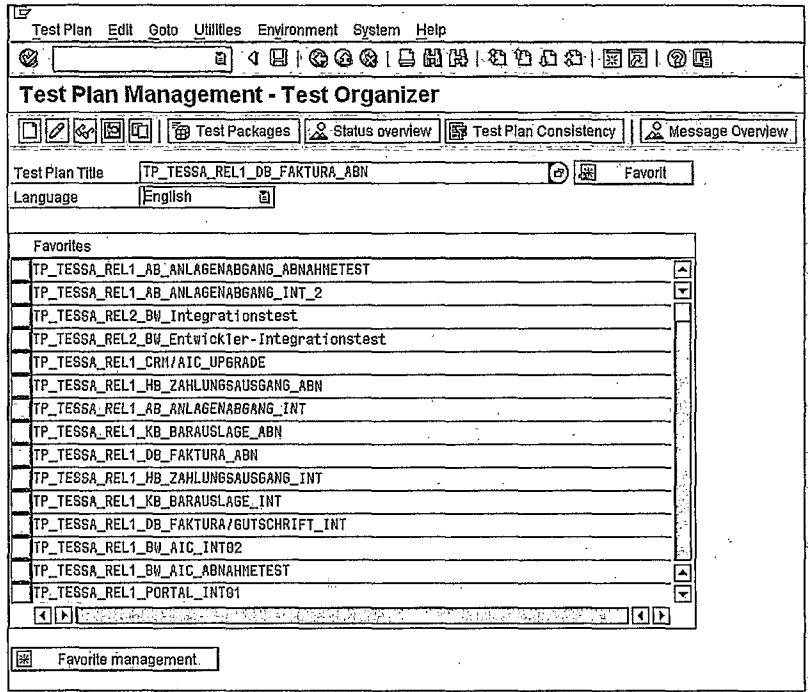 Test Plan Edit Goto Utilities Environment System Help
Test Plan Management - Test Organizer
Test Packages Status overview Test Plan Consistency Message Overview
Test Plan Title TP_TESSA_REL1_DB_FAKTURA_ABN Favorit
Language English
Favorites
TP_TESSA_REL1_AB_ANLAGENABGANG_ABNAHMETEST
TP_TESSA_REL1_AB_ANLAGENABGANG_INT_2
TP_TESSA_REL2_BW_Integrationstest
TP_TESSA_REL2_BW_Entwickler-Integrationstest
TP_TESSA_REL1_CRM/AIC_UPGRADE
TP_TESSA_REL1_HB_ZAHLUNGSAUSGANG_ABN
TP_TESSA_REL1_AB_ANLAGENABGANG_INT
TP_TESSA_REL1_KB_BARAUSLAGE_ABN
TP_TESSA_REL1_DB_FAKTURA_ABN
TP_TESSA_REL1_HB_ZAHLUNGSAUSGANG_INT
TP_TESSA_REL1_KB_BARAUSLAGE_INT
TP_TESSA_REL1_DB_FAKTURA/GUTSCHRIFT_INT
TP_TESSA_REL1_BW_AIC_INT02
TP_TESSA_REL1_BW_AIC_ABNAHMETEST
TP_TESSA_REL1_PORTAL_INT01
Favorite management.